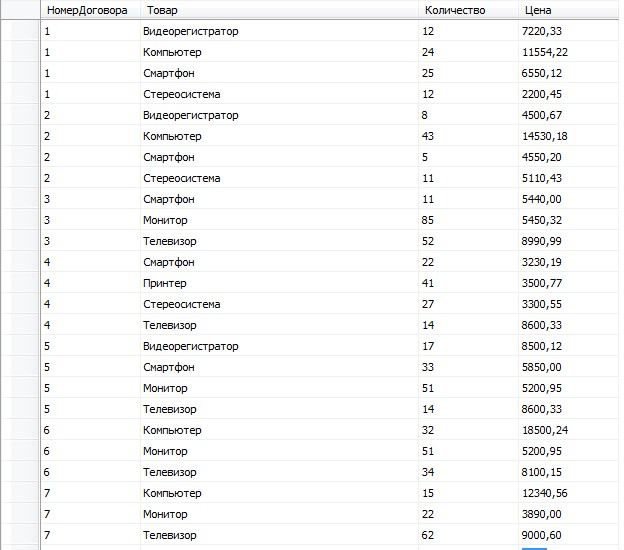 НомерДоговора Товар Количество Цена
1 Видеорегистратор 12 7220,33
1 Компьютер 24 11554,22
1 Смартфон 25 6550,12
1 Стереосистема 12 2200,45
2 Видеорегистратор 8 4500,67
2 Компьютер 43 14530,18
2 Смартфон 5 4550,20
2 Стереосистема 11 5110,43
3 Смартфон 11 5440,00
3 Монитор 85 5450,32
3 Телевизор 52 8990,99
4 Смартфон 22 3230,19
4 Принтер 41 3500,77
4 Стереосистема 27 3300,55
4 Телевизор 14 8600,33
5 Видеорегистратор 17 8500,12
5 Смартфон 33 5850,00
5 Монитор 51 5200,95
5 Телевизор 14 8600,33
6 Компьютер 32 18500,24
6 Монитор 51 5200,95
6 Телевизор 34 8100,15
7 Компьютер 15 12340,56
7 Монитор 22 3890,00
7 Телевизор 62 9000,60